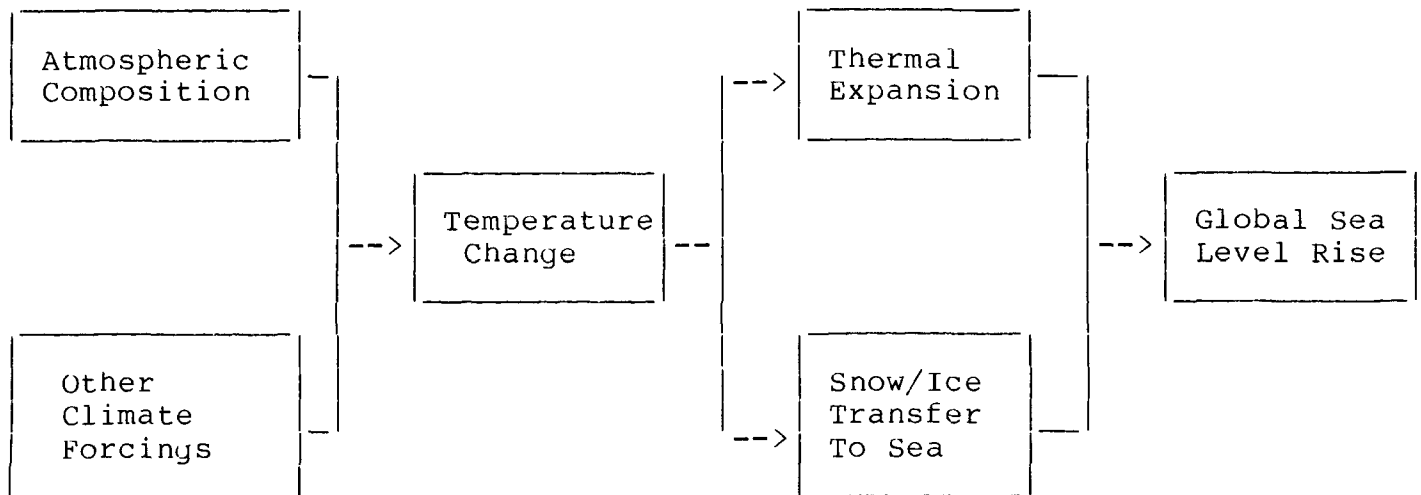 Atmospheric
Composition
Thermal
Expansion
Temperature
Change
Global Sea
Level Rise
Other
Climate
Forcings
Snow/Ice
Transfer
To Sea